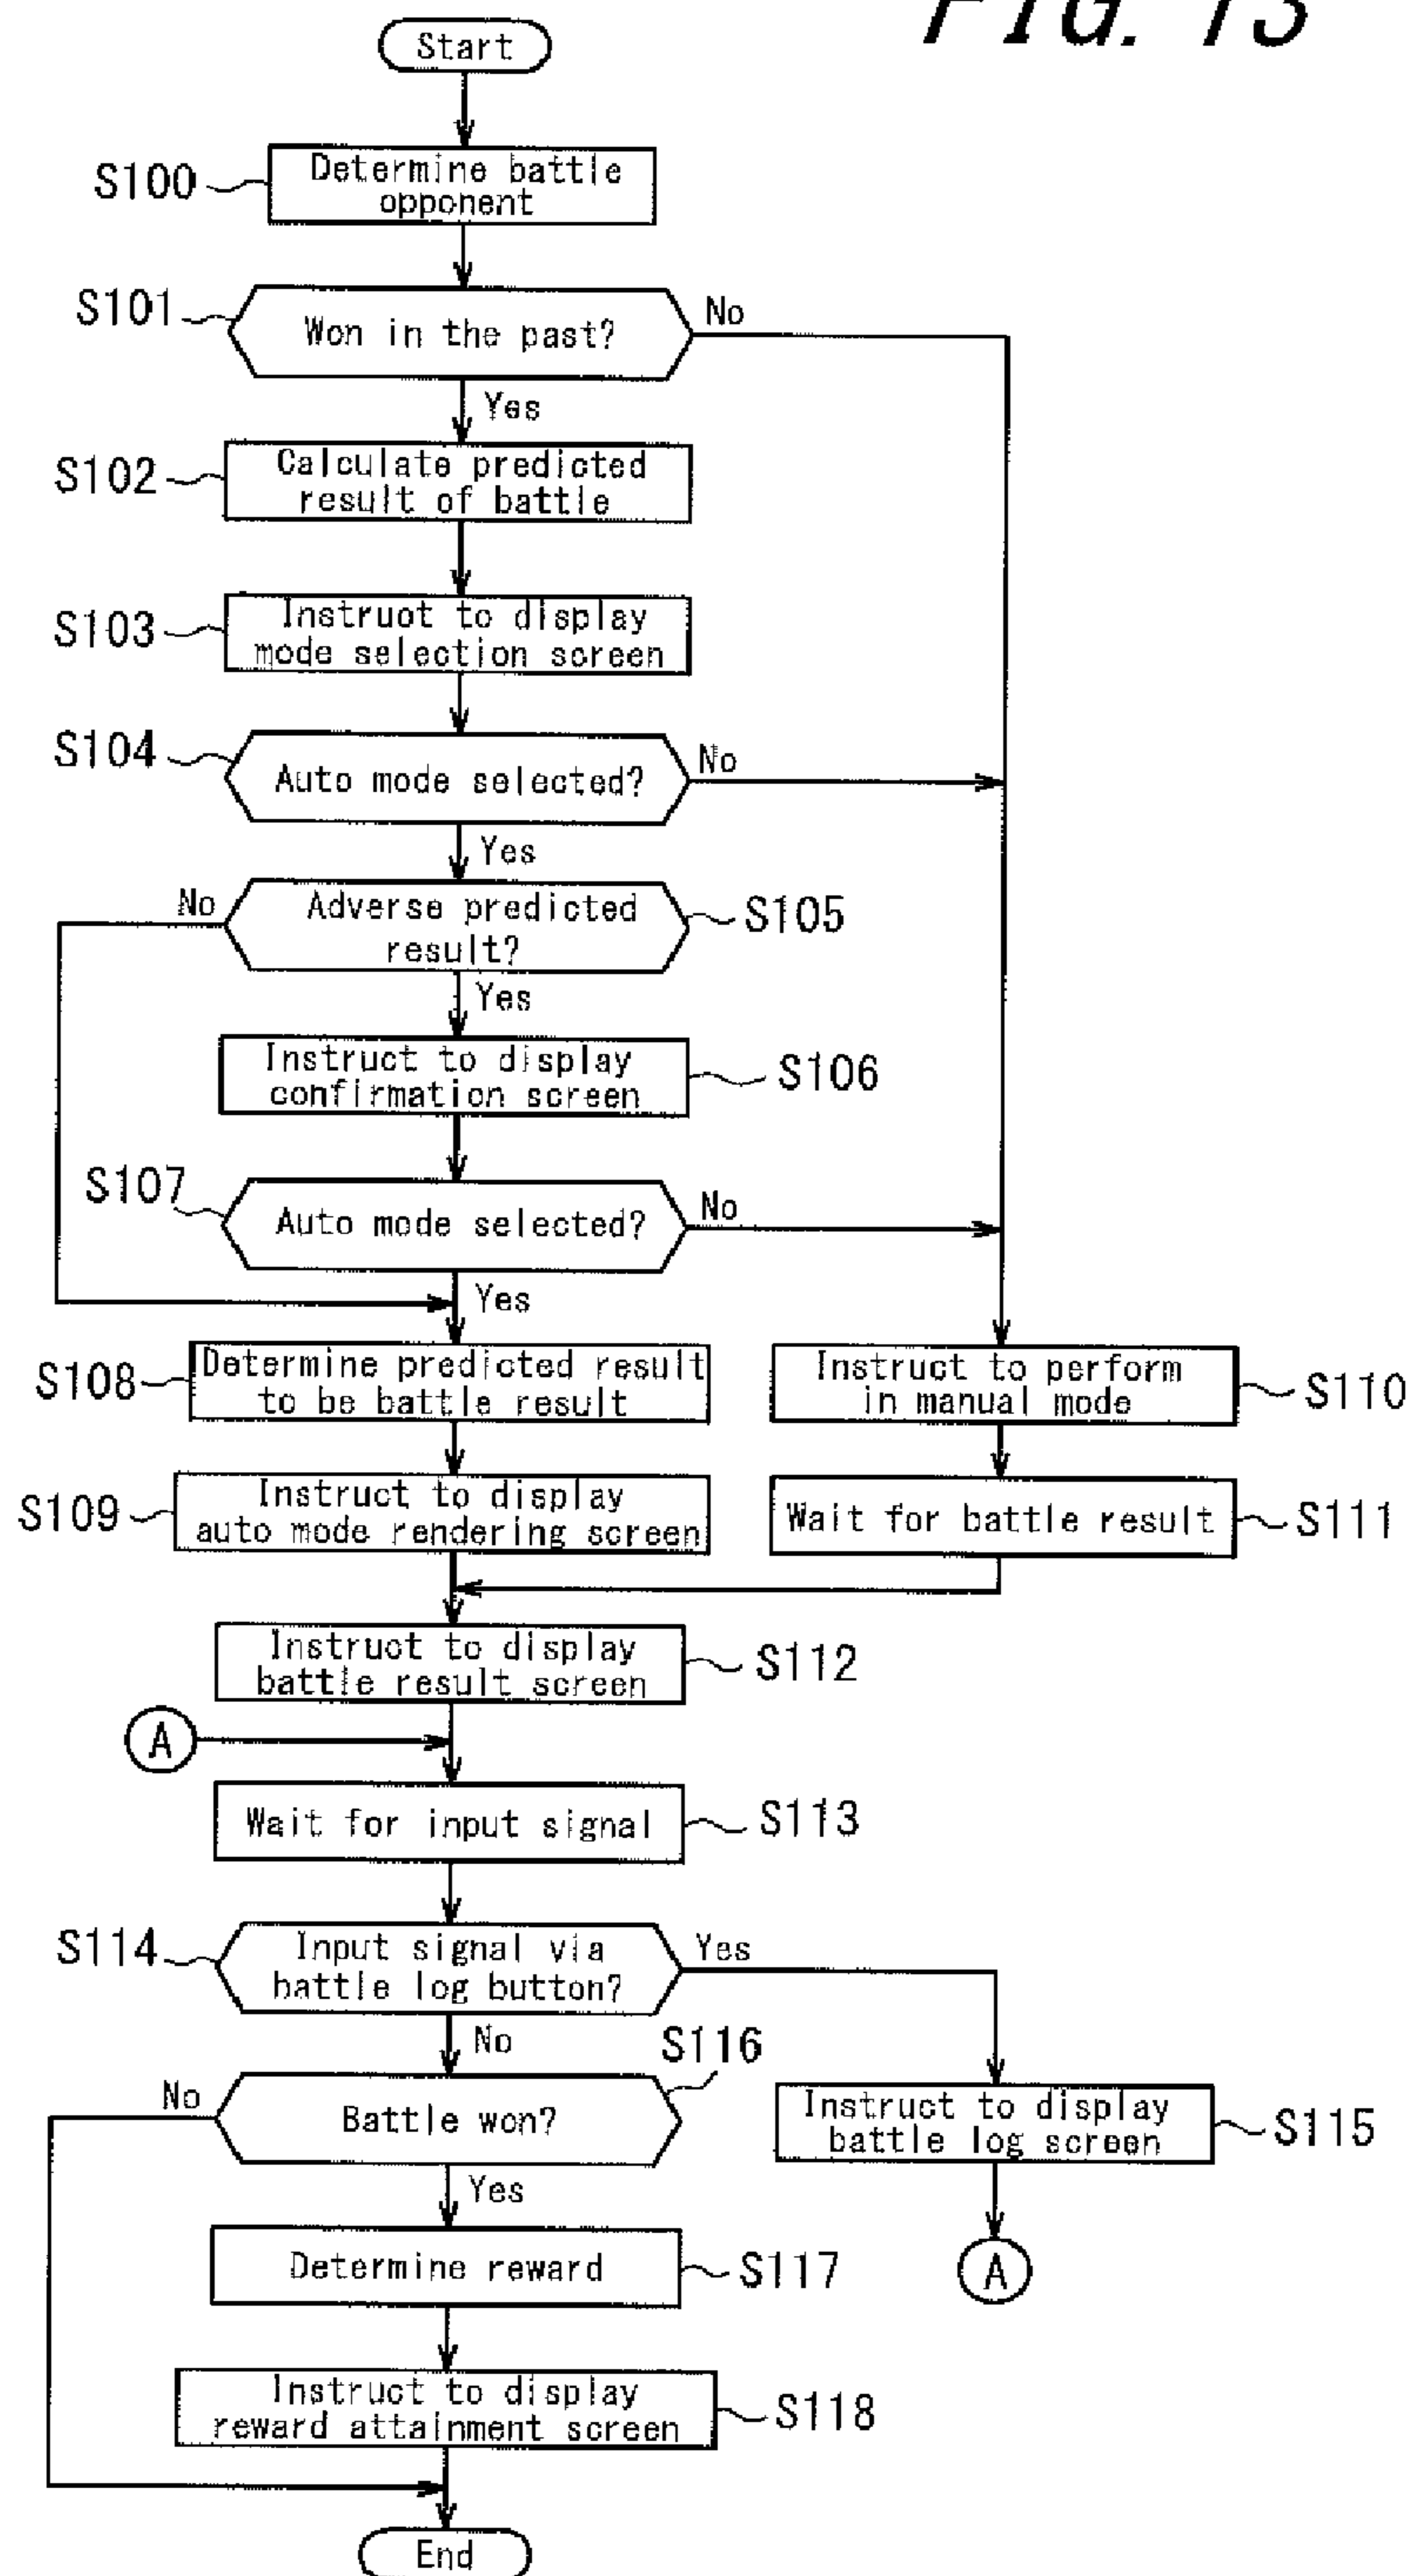 FIG. 13
Start
S100
Determine battle
opponent
S101
Won in the past?
No
Yes
S102
Calculate predicted
result of battle
S103
Instruct to display
mode selection screen
S104
Auto mode selected?
No
Yes
No
Adverse predicted
result?
S105
Yes
Instruct to display
confirmation screen
S106
S107
Auto mode selected?
No
Yes
S108
Determine predicted result
to be battle result
Instruct to perform
in manual mode
S110
S109
Instruct to display
auto mode rendering screen
Wait for battle result
S111
Instruct to display
battle result screen
S112
A
Wait for input signal
S113
S114
Input signal via
battle log button?
Yes
No
S116
No
Battle won?
Instruct to display
battle log screen
S115
Yes
Determine reward
S117
A
Instruct to display
reward attainment screen
S118
End